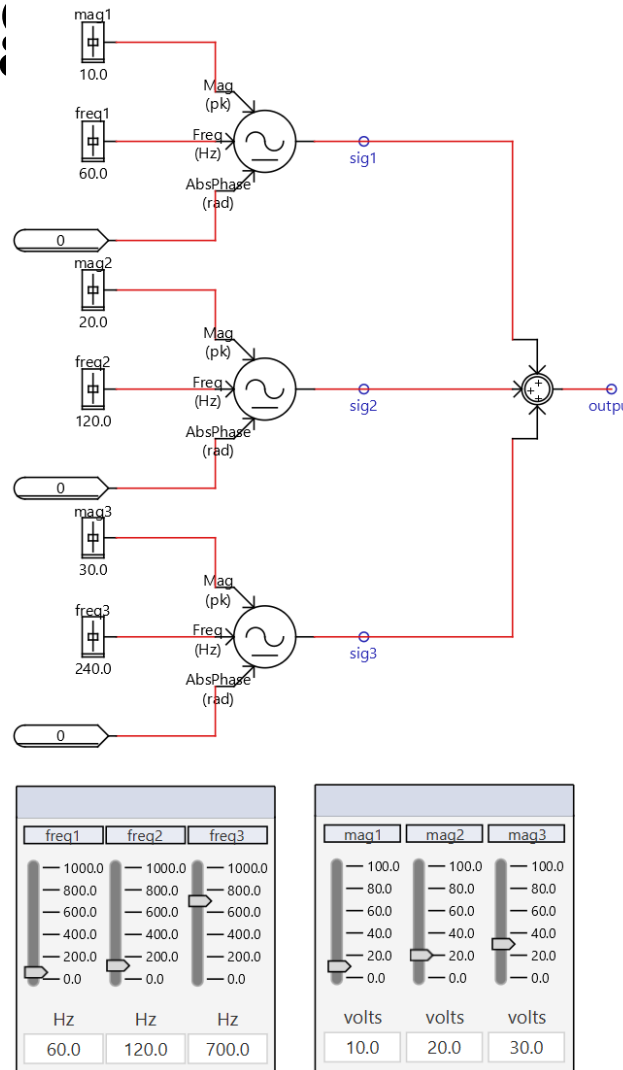 mag1
10.0
Mag
(pk)
freq1
60.0
Freq
(Hz)
sig1
AbsPhase
(rad)
0
mag2
20.0
Mag
(pk)
freq2
120.0
Freq
(Hz)
sig2
outpu
AbsPhase
(rad)
0
mag3
30.0
Mag
(pk)
freq3
240.0
Freq
(Hz)
sig3
AbsPhase
(rad)
0
freq1 freq2 freq3
1000.0 1000.0 1000.0
800.0 800.0 800.0
600.0 600.0 600.0
400.0 400.0 400.0
200.0 200.0 200.0
0.0 0.0 0.0
Hz Hz Hz
60.0 120.0 700.0
mag1 mag2 mag3
100.0 100.0 100.0
80.0 80.0 80.0
60.0 60.0 60.0
40.0 40.0 40.0
20.0 20.0 20.0
0.0 0.0 0.0
volts volts volts
10.0 20.0 30.0